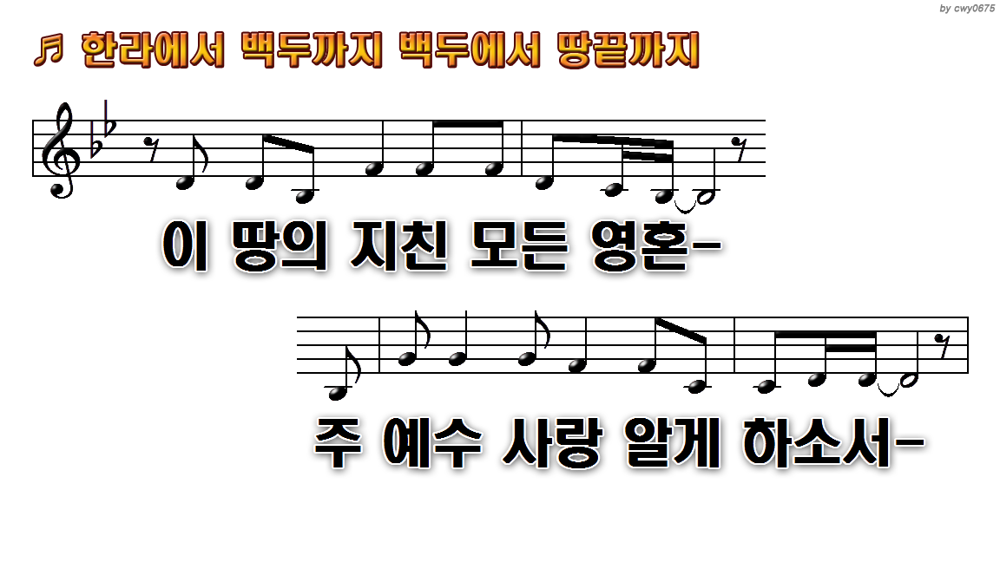 by cwy0675
♬ 한라에서 백두까지 백두에서 땅끝까지
이 땅의 지친 모든 영혼-
주 예수 사랑 알게 하소서-